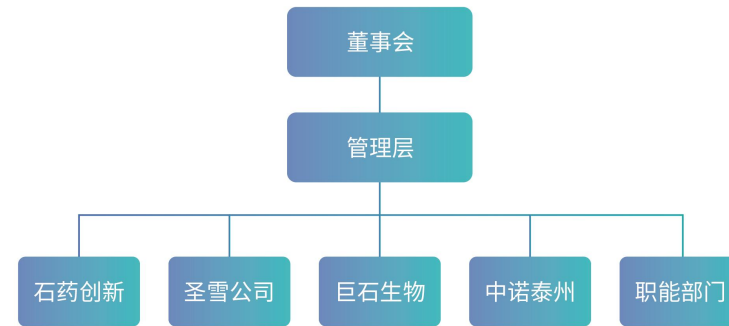 董事会
管理层
石药创新
圣雪公司
巨石生物
中诺泰州
职能部门